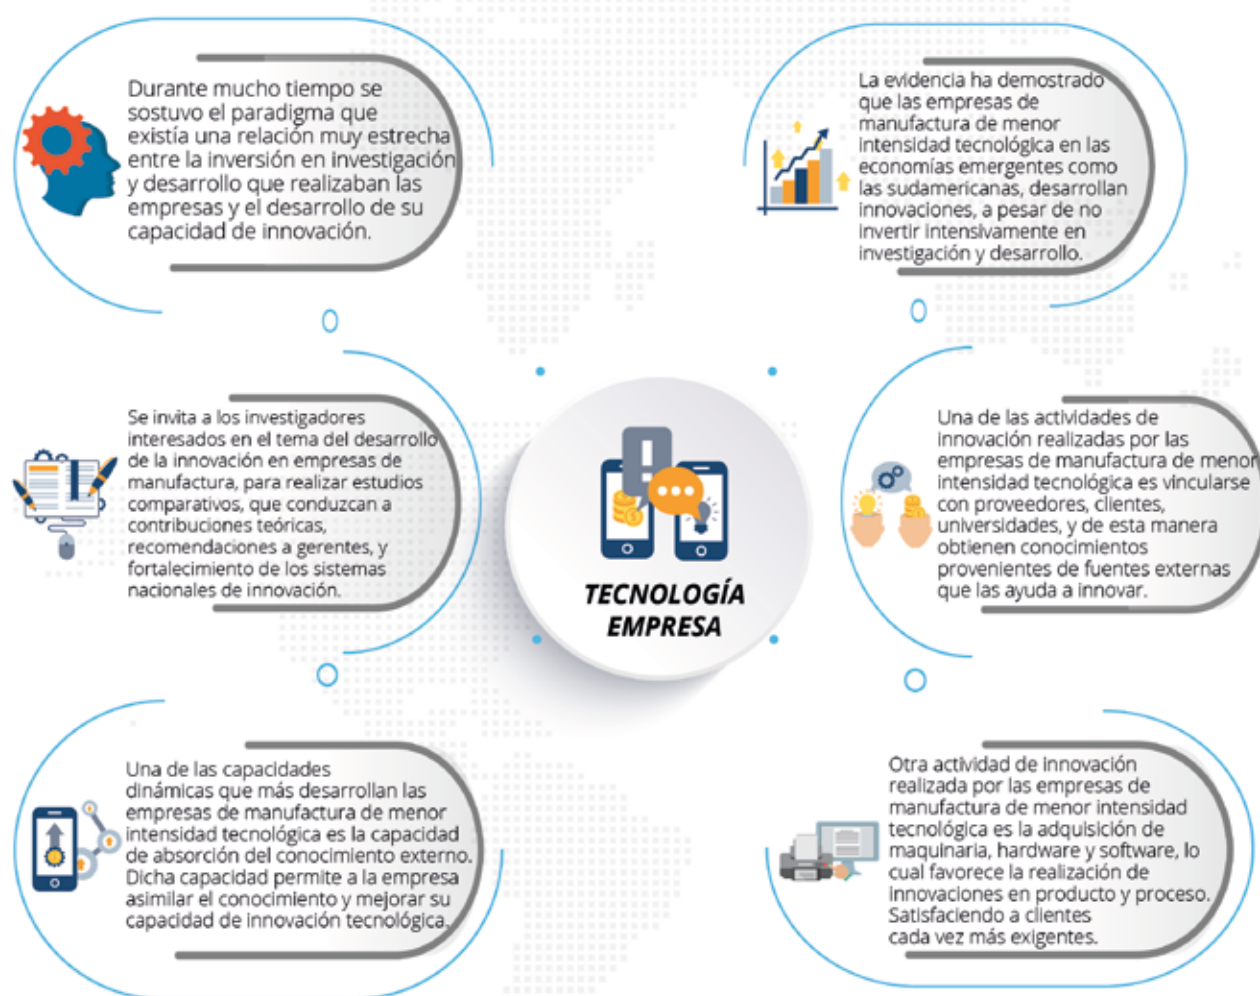 Durante mucho tiempo se
sostuvo el paradigma que
existía una relación muy estrecha
entre la inversión en investigación
y desarrollo que realizaban las
empresas y el desarrollo de su
capacidad de innovación.
La evidencia ha demostrado
que las empresas de
manufactura de menor
intensidad tecnológica en las
economías emergentes como
las sudamericanas, desarrollan
innovaciones, a pesar de no
invertir intensivamente en
investigación y desarrollo.
Se invita a los investigadores
interesados en el tema del desarrollo
de la innovación en empresas de
manufactura, para realizar estudios
comparativos, que conduzcan a
contribuciones teóricas,
recomendaciones a gerentes, y
fortalecimiento de los sistemas
nacionales de innovación.
TECNOLOGÍA
EMPRESA
Una de las actividades de
innovación realizadas por las
empresas de manufactura de menor
intensidad tecnológica es vincularse
con proveedores, clientes,
universidades, y de esta manera
obtienen conocimientos
provenientes de fuentes externas
que las ayuda a innovar.
Una de las capacidades
dinámicas que más desarrollan las
empresas de manufactura de menor
intensidad tecnológica es la capacidad
de absorción del conocimiento externo.
Dicha capacidad permite a la empresa
asimilar el conocimiento y mejorar su
capacidad de innovación tecnológica.
Otra actividad de innovación
realizada por las empresas de
manufactura de menor intensidad
tecnológica es la adquisición de
maquinaria, hardware y software, lo
cual favorece la realización de
innovaciones en producto y proceso.
Satisfaciendo a clientes
cada vez más exigentes.